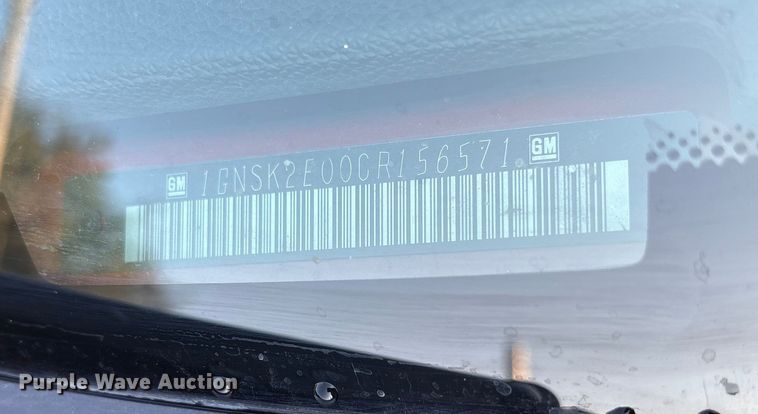 GM 1GNSK2E00CR156571 GM
Purple Wave Auction